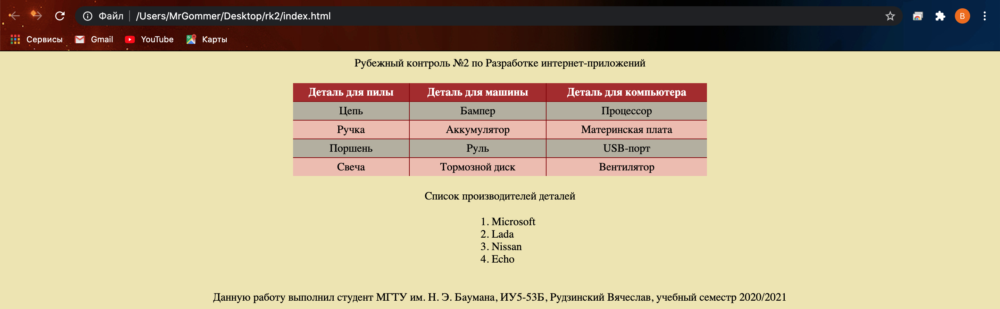 Файл /Users/MrGommer/Desktop/rk2/index.html B
Сервисы Gmail YouTube Карты
Рубежный контроль №2 по Разработке интернет-приложений
Деталь для пилы Деталь для машины Деталь для компьютера
Цепь Бампер Процессор
Ручка Аккумулятор Материнская плата
Поршень Руль USB-порт
Свеча Тормозной диск Вентилятор
Список производителей деталей
1. Microsoft
2. Lada
3. Nissan
4. Echo
Данную работу выполнил студент МГТУ им. Н. Э. Баумана, ИУ5-53Б, Рудзинский Вячеслав, учебный семестр 2020/2021